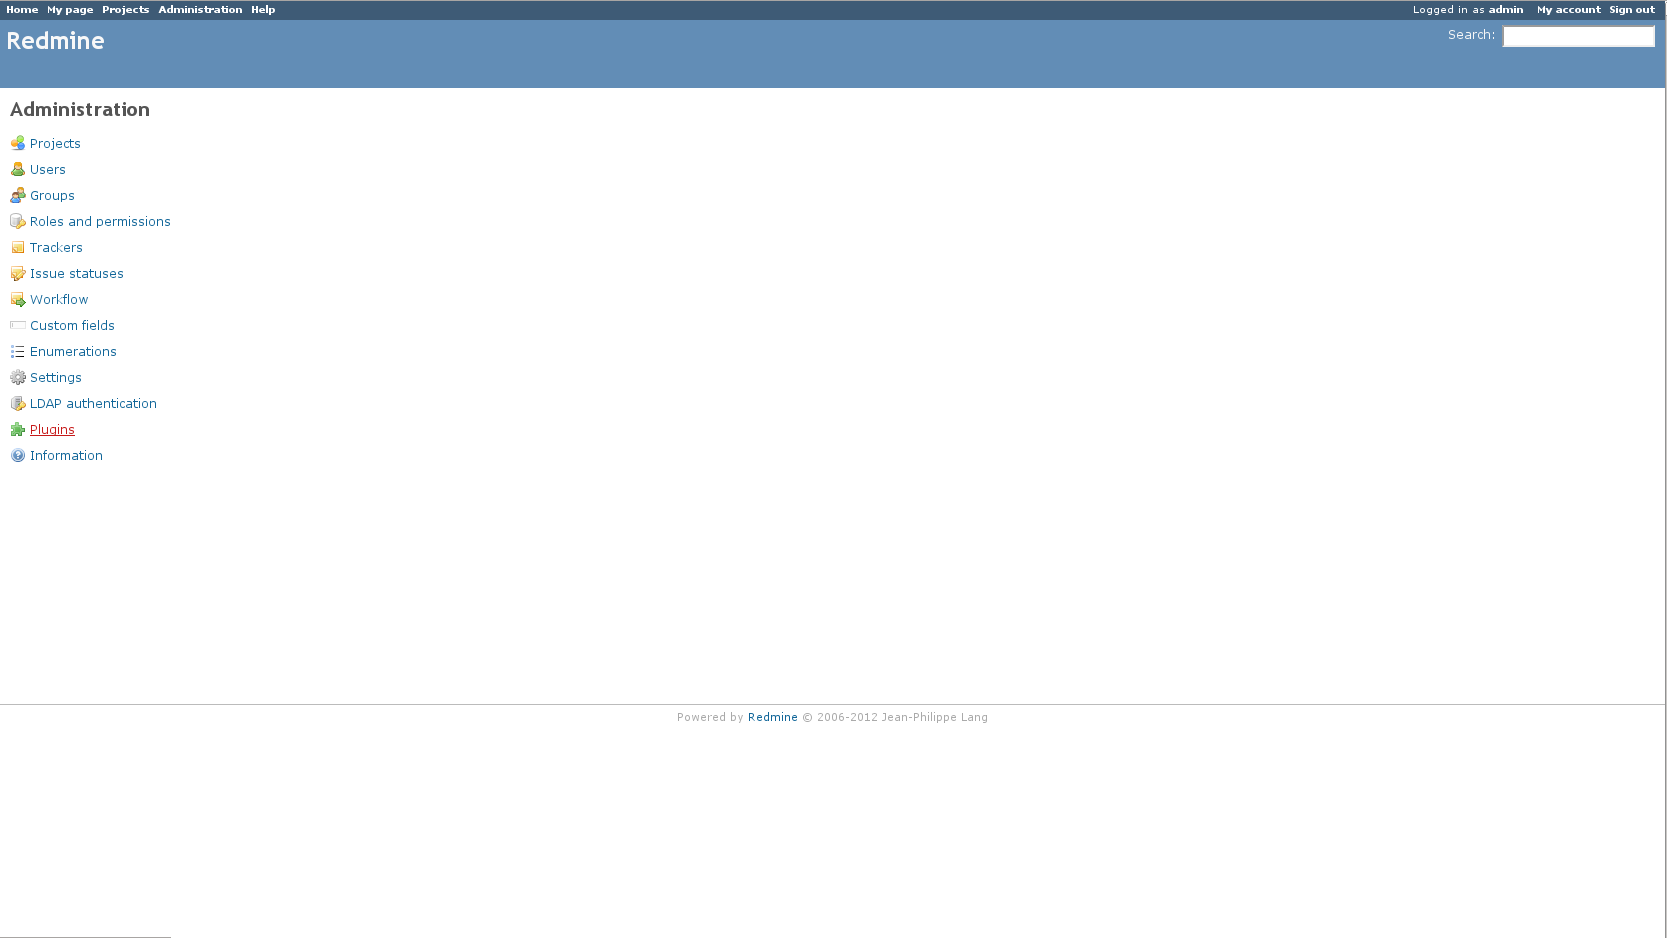 Home My page Projects Administration Help Logged in as admin My account Sign out
Redmine Search:
Administration
Projects
Users
Groups
Roles and permissions
Trackers
Issue statuses
Workflow
Custom fields
Enumerations
Settings
LDAP authentication
Plugins
Information
Powered by Redmine © 2006-2012 Jean-Philippe Lang